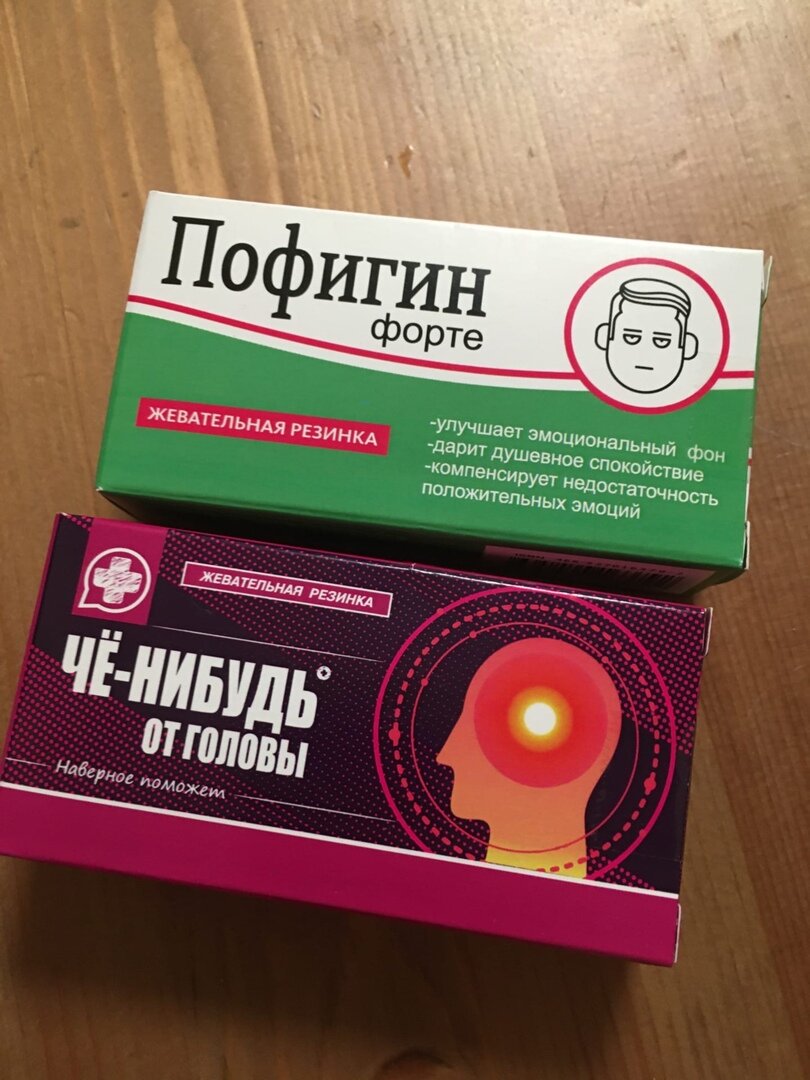 Пофигин
форте
ЖЕВАТЕЛЬНАЯ РЕЗИНКА
-улучшает эмоциональный фон
-дарит душевное спокойствие
-компенсирует недостаточность
положительных эмоций
ЖЕВАТЕЛЬНАЯ РЕЗИНКА
ЧЁ-НИБУДЬ
ОТ ГОЛОВЫ
Наверное поможет